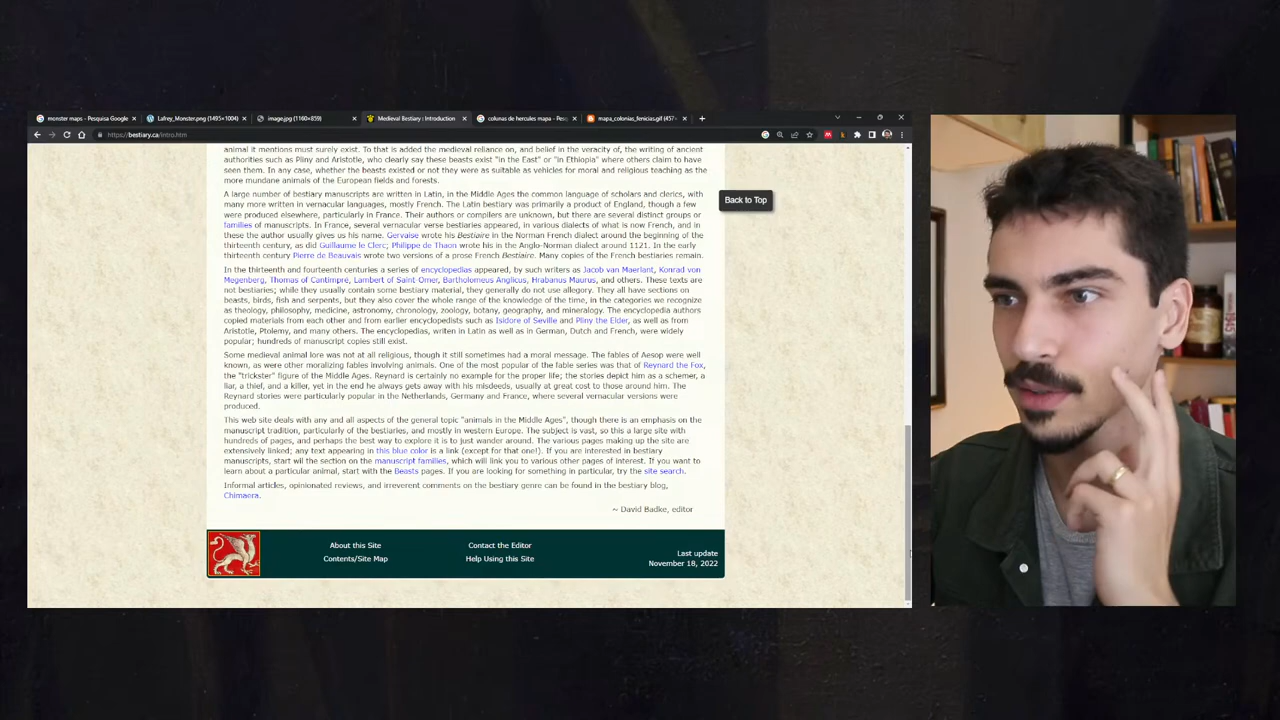 monster maps - Pesquisa Google
Lafrey_Monster.png (1495×1004)
image.jpg (1160×859)
Medieval Bestiary : Introduction
colunas de hercules mapa - Pesq
mapa_colonias_fenicias.gif (457×
https://bestiary.ca/intro.htm
animal it mentions must surely exist. To that is added the medieval reliance on, and belief in the veracity of, the writing of ancient
authorities such as Pliny and Aristotle, who clearly say these beasts exist "in the East" or "in Ethiopia" where others claim to have
seen them. In any case, whether the beasts existed or not they were as suitable as vehicles for moral and religious teaching as the
more mundane animals of the European fields and forests.
A large number of bestiary manuscripts are written in Latin, in the Middle Ages the common language of scholars and clerics, with
many more written in vernacular languages, mostly French. The Latin bestiary was primarily a product of England, though a few
were produced elsewhere, particularly in France. Their authors or compilers are unknown, but there are several distinct groups or
families of manuscripts. In France, several vernacular verse bestiaries appeared, in various dialects of what is now French, and in
these the author usually gives us his name. Gervaise wrote his Bestiaire in the Norman French dialect around the beginning of the
thirteenth century, as did Guillaume le Clerc; Philippe de Thaon wrote his in the Anglo-Norman dialect around 1121. In the early
thirteenth century Pierre de Beauvais wrote two versions of a prose French Bestiaire. Many copies of the French bestiaries remain.
In the thirteenth and fourteenth centuries a series of encyclopedias appeared, by such writers as Jacob van Maerlant, Konrad von
Megenberg, Thomas of Cantimpré, Lambert of Saint-Omer, Bartholomeus Anglicus, Hrabanus Maurus, and others. These texts are
not bestiaries; while they usually contain some bestiary material, they generally do not use allegory. They all have sections on
beasts, birds, fish and serpents, but they also cover the whole range of the knowledge of the time, in the categories we recognize
as theology, philosophy, medicine, astronomy, chronology, zoology, botany, geography, and mineralogy. The encyclopedia authors
copied materials from each other and from earlier encyclopedists such as Isidore of Seville and Pliny the Elder, as well as from
Aristotle, Ptolemy, and many others. The encyclopedias, writen in Latin as well as in German, Dutch and French, were widely
popular; hundreds of manuscript copies still exist.
Some medieval animal lore was not at all religious, though it still sometimes had a moral message. The fables of Aesop were well
known, as were other moralizing fables involving animals. One of the most popular of the fable series was that of Reynard the Fox,
the "trickster" figure of the Middle Ages. Reynard is certainly no example for the proper life; the stories depict him as a schemer, a
liar, a thief, and a killer, yet in the end he always gets away with his misdeeds, usually at great cost to those around him. The
Reynard stories were particularly popular in the Netherlands, Germany and France, where several vernacular versions were
produced.
This web site deals with any and all aspects of the general topic "animals in the Middle Ages", though there is an emphasis on the
manuscript tradition, particularly of the bestiaries, and mostly in western Europe. The subject is vast, so this a large site with
hundreds of pages, and perhaps the best way to explore it is to just wander around. The various pages making up the site are
extensively linked; any text appearing in this blue color is a link (except for that one!). If you are interested in bestiary
manuscripts, start wil the section on the manuscript families, which will link you to various other pages of interest. If you want to
learn about a particular animal, start with the Beasts pages. If you are looking for something in particular, try the site search.
Informal articles, opinionated reviews, and irreverent comments on the bestiary genre can be found in the bestiary blog,
Chimaera.
~ David Badke, editor
Back to Top
About this Site
Contents/Site Map
Contact the Editor
Help Using this Site
Last update
November 18, 2022